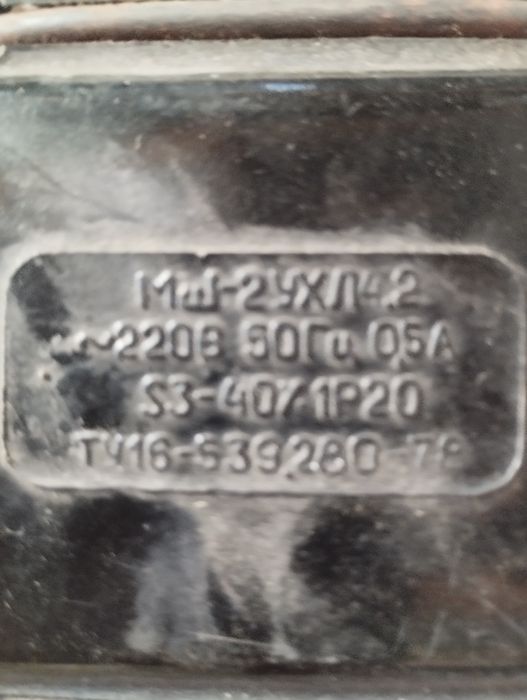 МШ-2УХЛ4.2
~220В 50Гц 0,5А
S3-40% IP20
ТУ16-539.280-78